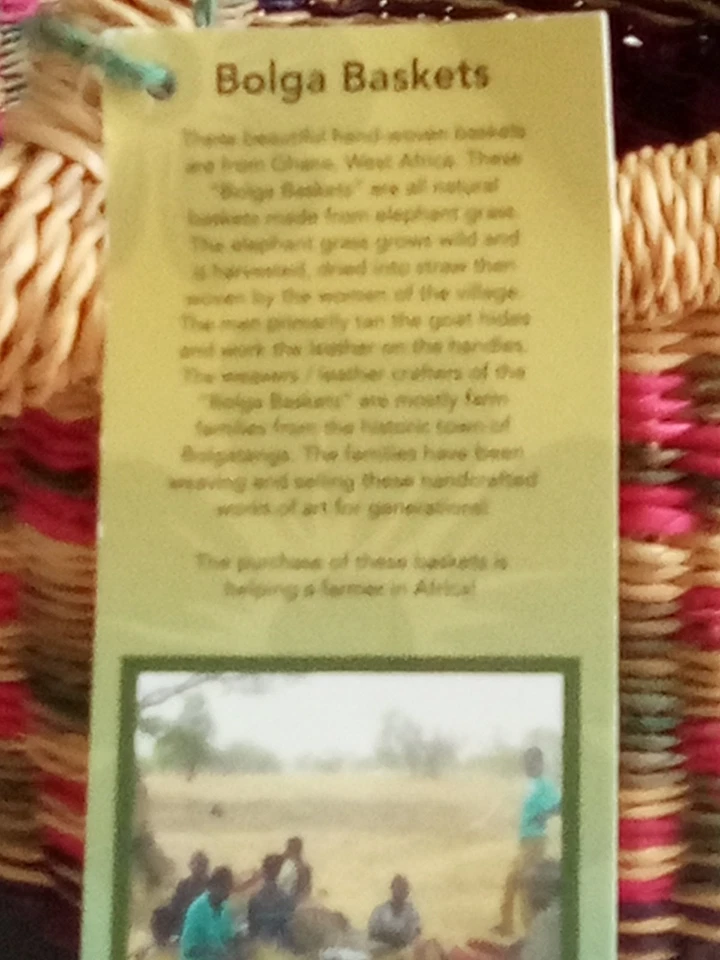 Bolga Baskets
These beautiful hand-woven baskets
are from Ghana, West Africa. These
"Bolga Baskets" are all natural
baskets made from elephant grass.
The elephant grass grows wild and
is harvested, dried into straw then
woven by the women of the village.
The men primarily tan the goat hides
and work the leather on the handles.
The weavers / leather crafters of the
"Bolga Baskets" are mostly farm
families from the historic town of
Bolgatanga. The families have been
weaving and selling these handcrafted
works of art for generations!
The purchase of these baskets is
helping a farmer in Africa!